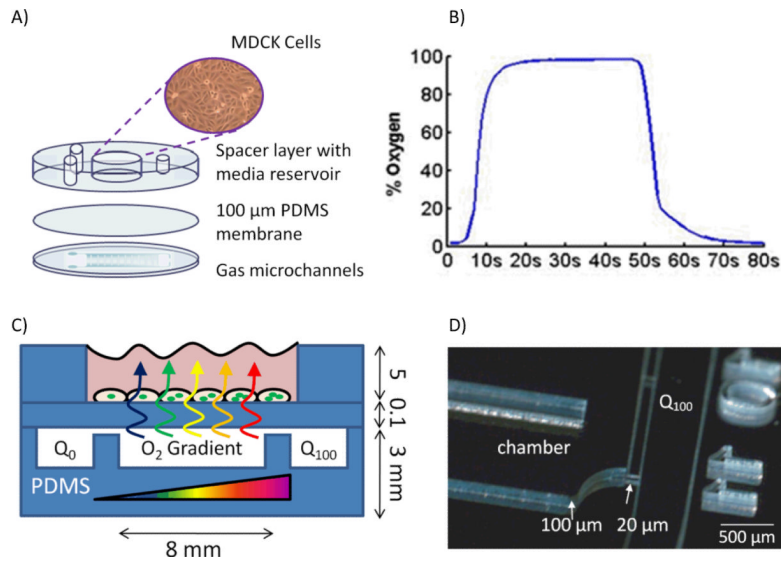 A)
MDCK Cells
Spacer layer with
media reservoir
100 µm PDMS
membrane
Gas microchannels
B)
% Oxygen
100
80
60
40
20
0
0
10s
20s
30s
40s
50s
60s
70s
80s
C)
Q0
O2 Gradient
Q100
PDMS
8 mm
5
0.1
3 mm
D)
Q100
chamber
100 µm
20 µm
500 µm